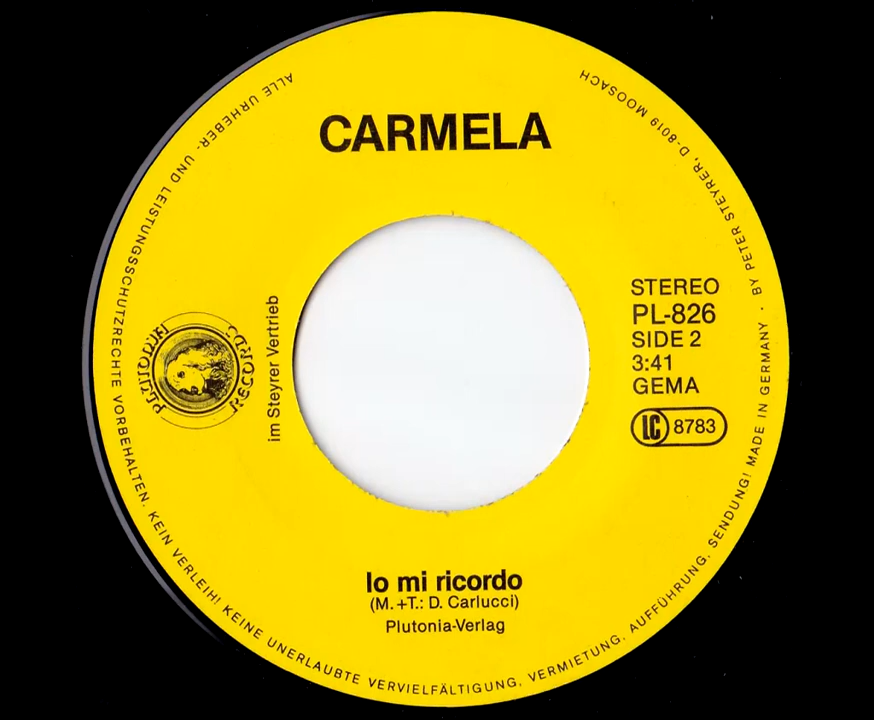 CARMELA
STEREO
PL-826
SIDE 2
3:41
GEMA
LC 8783
PLUTONIA RECORDS
im Steyrer Vertrieb
Io mi ricordo
(M.+T.: D. Carlucci)
Plutonia-Verlag
ALLE URHEBER- UND LEISTUNGSSCHUTZRECHTE VORBEHALTEN. KEIN VERLEIH! KEINE UNERLAUBTE VERVIELFÄLTIGUNG, VERMIETUNG, AUFFÜHRUNG, SENDUNG! MADE IN GERMANY · BY PETER STEYRER, D-8019 MOOSACH